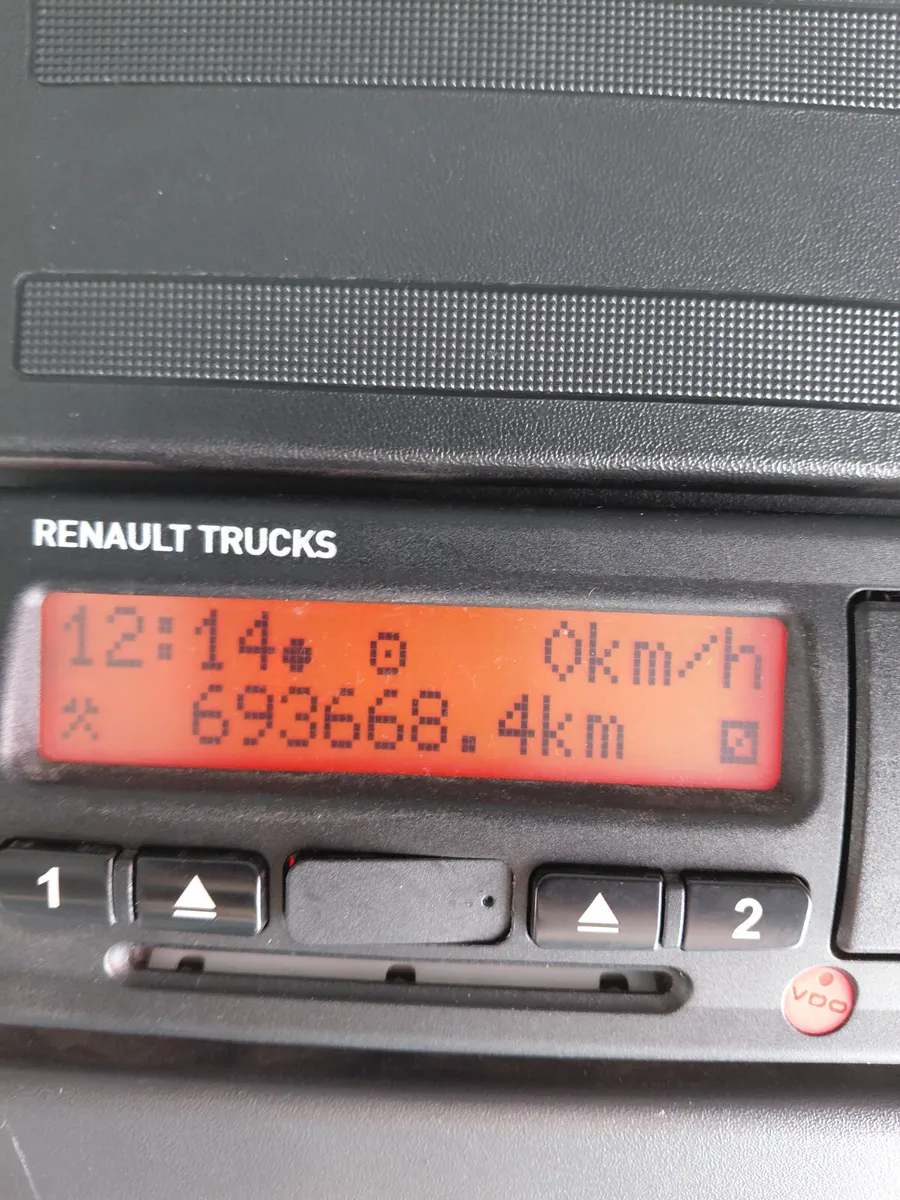 RENAULT TRUCKS
12:14 0km/h
693668.4km
1 2
VDO